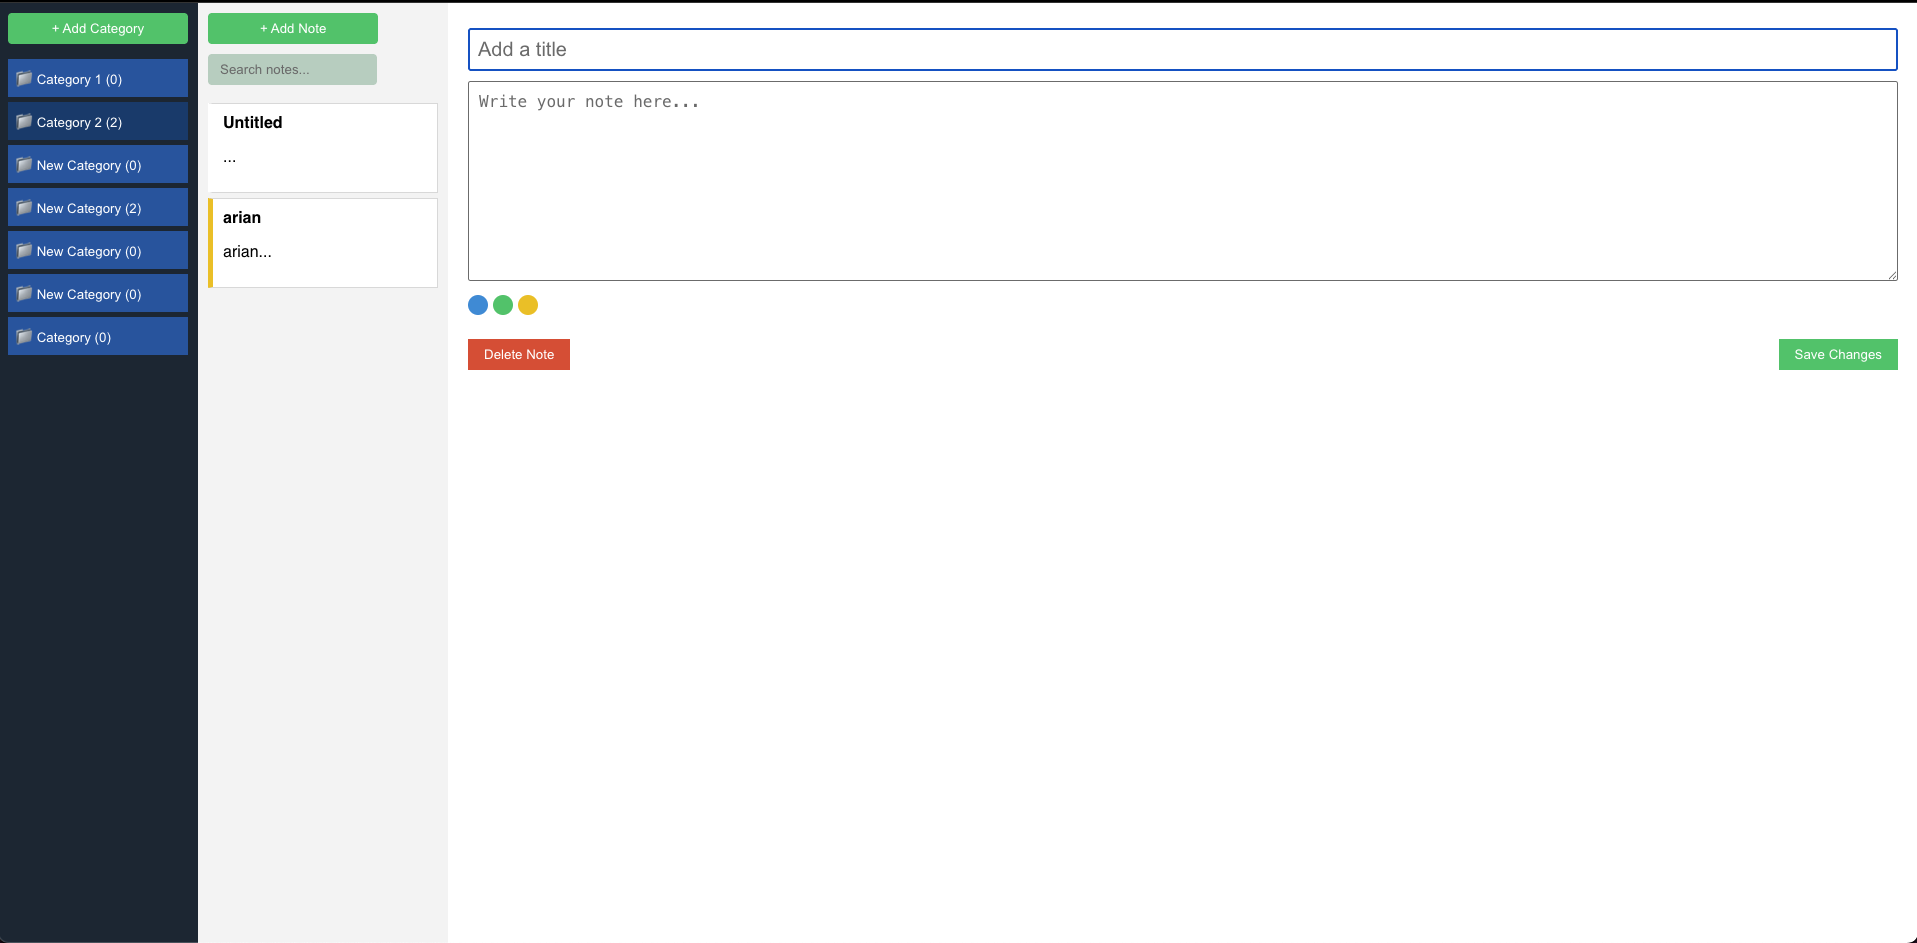 + Add Category
Category 1 (0)
Category 2 (2)
New Category (0)
New Category (2)
New Category (0)
New Category (0)
Category (0)
+ Add Note
Search notes...
Untitled
...
arian
arian...
Add a title
Write your note here...
Delete Note
Save Changes